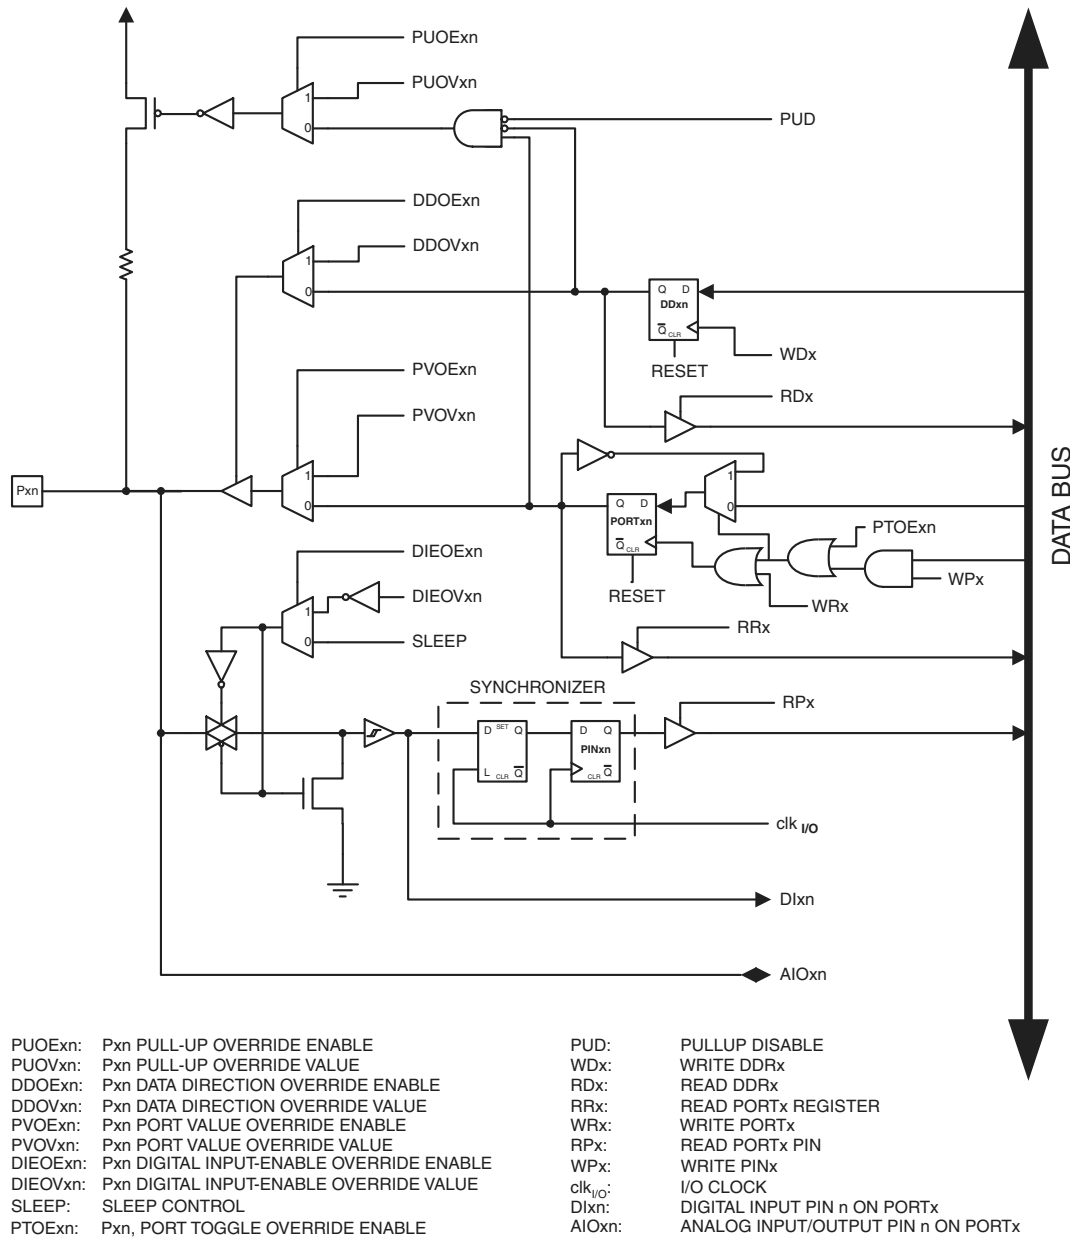 PUOExn
PUOVxn
1
0
PUD
DDOExn
DDOVxn
1
0
Q D
DDxn
Q CLR
WDx
RESET
PVOExn
RDx
PVOVxn
1
0
Pxn
1
0
Q D
PORTxn
Q CLR
PTOExn
DATA BUS
WPx
RESET
WRx
DIEOExn
DIEOVxn
1
0
SLEEP
RRx
SYNCHRONIZER
RPx
D SET Q
L CLR Q
D Q
PINxn
CLR Q
clk I/O
DIxn
AIOxn
PUOExn: Pxn PULL-UP OVERRIDE ENABLE
PUOVxn: Pxn PULL-UP OVERRIDE VALUE
DDOExn: Pxn DATA DIRECTION OVERRIDE ENABLE
DDOVxn: Pxn DATA DIRECTION OVERRIDE VALUE
PVOExn: Pxn PORT VALUE OVERRIDE ENABLE
PVOVxn: Pxn PORT VALUE OVERRIDE VALUE
DIEOExn: Pxn DIGITAL INPUT-ENABLE OVERRIDE ENABLE
DIEOVxn: Pxn DIGITAL INPUT-ENABLE OVERRIDE VALUE
SLEEP: SLEEP CONTROL
PTOExn: Pxn, PORT TOGGLE OVERRIDE ENABLE
PUD: PULLUP DISABLE
WDx: WRITE DDRx
RDx: READ DDRx
RRx: READ PORTx REGISTER
WRx: WRITE PORTx
RPx: READ PORTx PIN
WPx: WRITE PINx
clkI/O: I/O CLOCK
DIxn: DIGITAL INPUT PIN n ON PORTx
AIOxn: ANALOG INPUT/OUTPUT PIN n ON PORTx